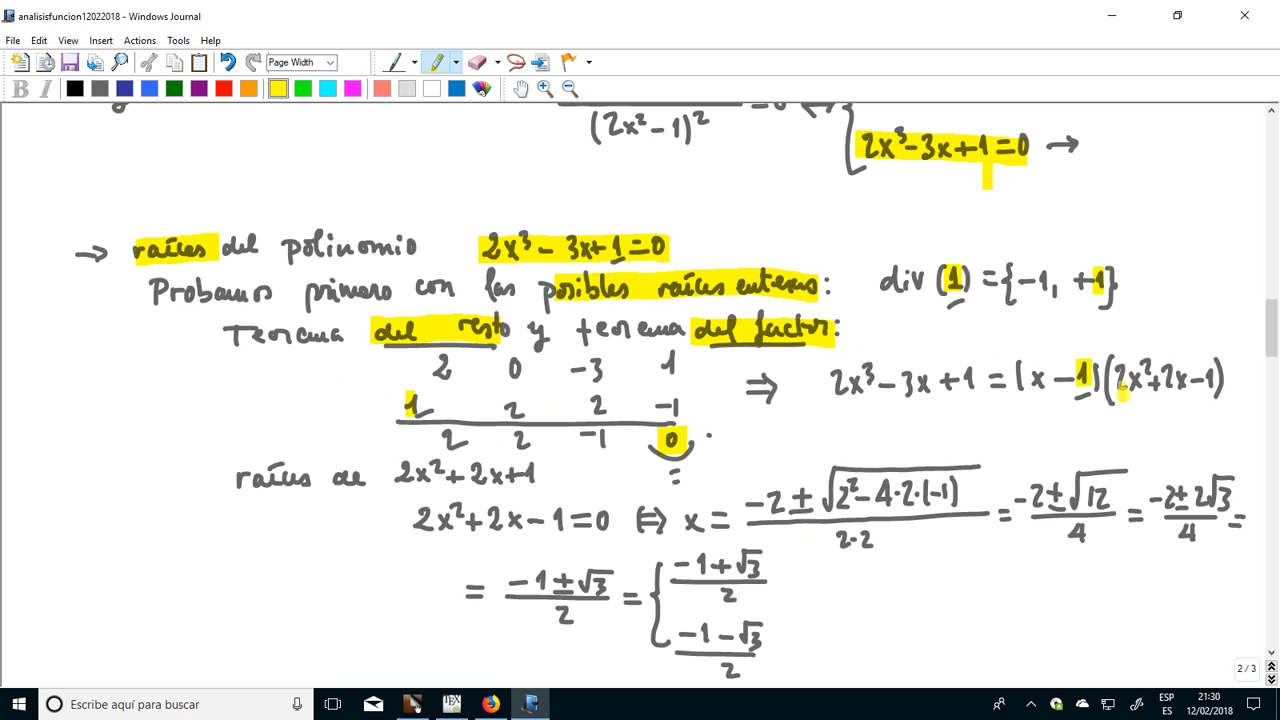 analisisfuncion12022018 - Windows Journal
File Edit View Insert Actions Tools Help
Page Width
B I
(2x² - 1)² = 0 ↔
2x³ - 3x + 1 = 0 →
→ raíces del polinomio 2x³ - 3x + 1 = 0
Probamos primero con las posibles raíces enteras: div (1) = {-1, +1}
Teorema del resto y teorema del factor:
2 0 -3 1
⇒ 2x³ - 3x + 1 = (x - 1)(2x² + 2x - 1)
1 2 2 -1
2 2 -1 0
raíces de 2x² + 2x + 1
2x² + 2x - 1 = 0 ⇔ x = (-2 ± √(2² - 4·2·(-1)))/(2·2) = (-2 ± √12)/4 = (-2 ± 2√3)/4 =
= (-1 ± √3)/2 = { (-1 + √3)/2
(-1 - √3)/2
2 / 3
Escribe aquí para buscar
TEX
ESP
ES
21:30
12/02/2018